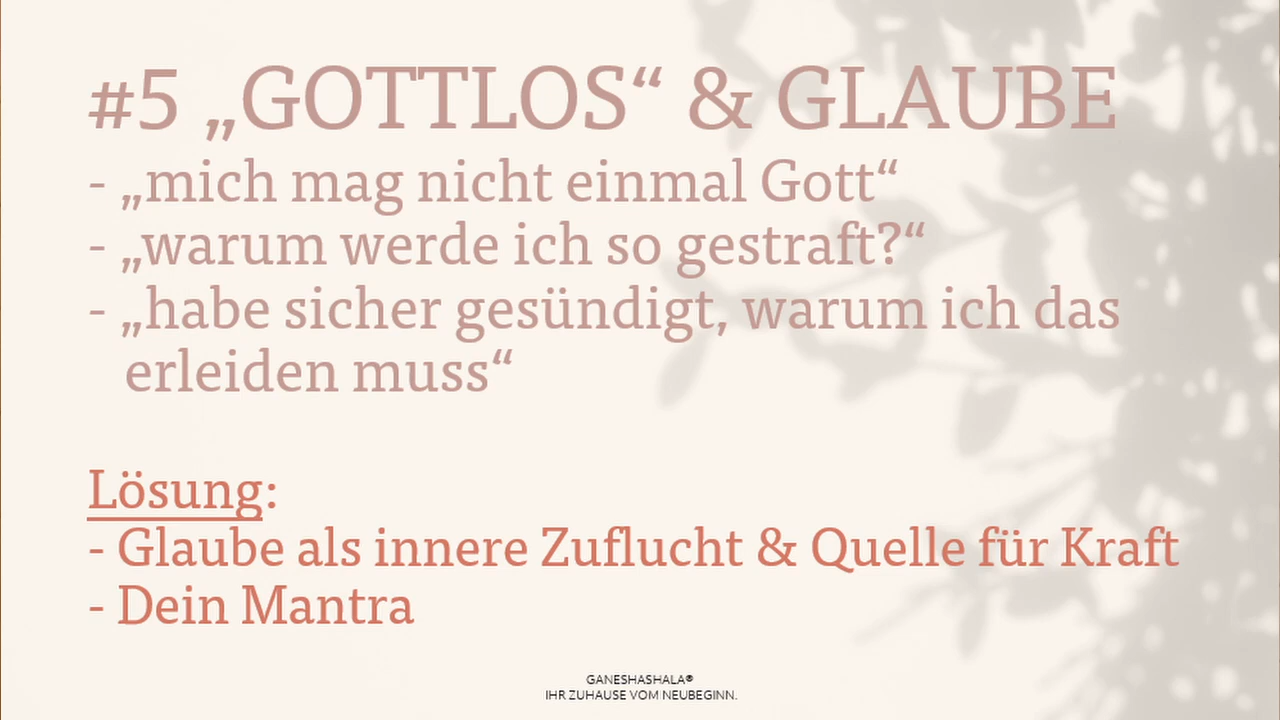 #5 „GOTTLOS“ & GLAUBE
- „mich mag nicht einmal Gott“
- „warum werde ich so gestraft?“
- „habe sicher gesündigt, warum ich das
erleiden muss“
Lösung:
- Glaube als innere Zuflucht & Quelle für Kraft
- Dein Mantra
GANESHASHALA®
IHR ZUHAUSE VOM NEUBEGINN.